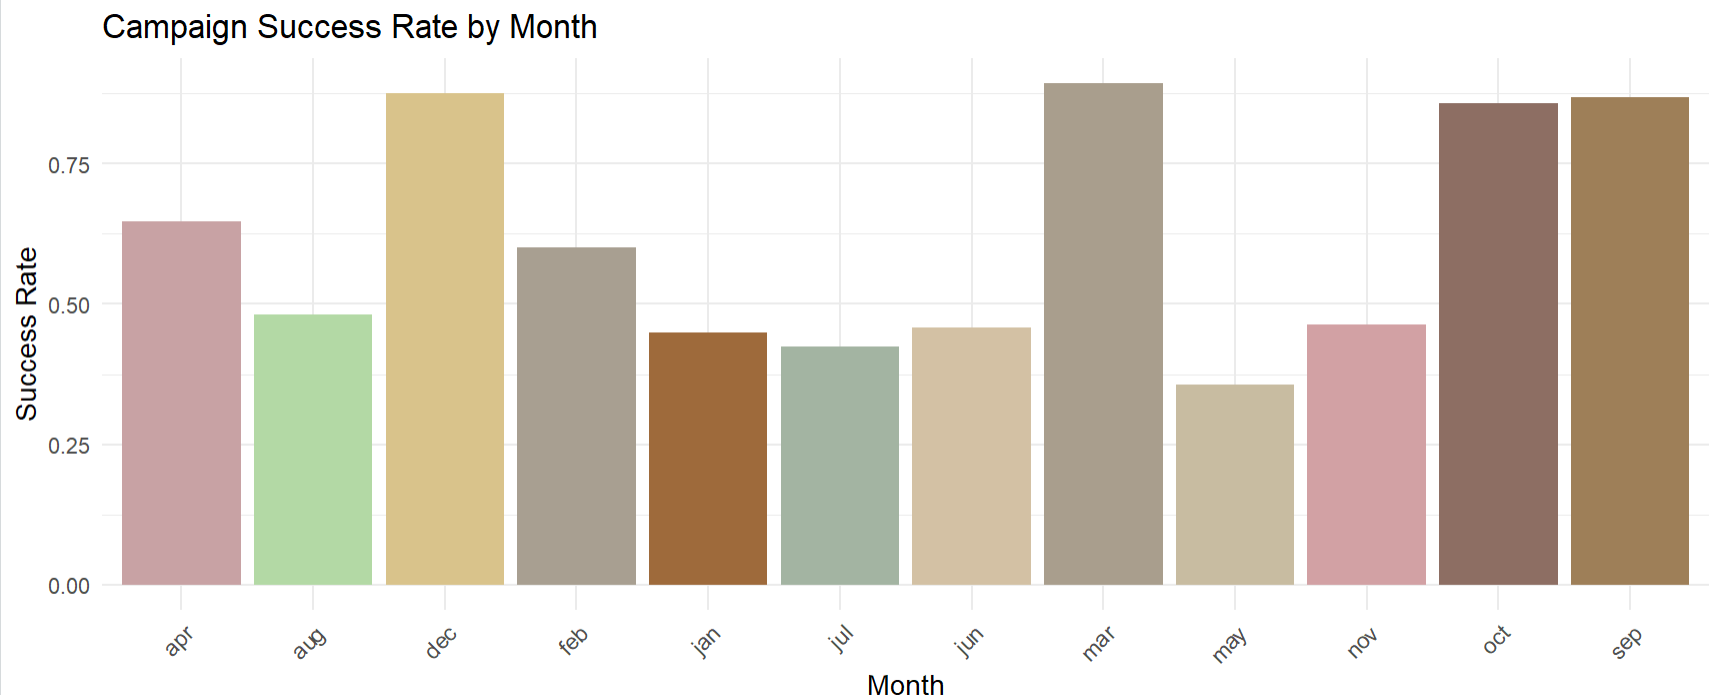 Campaign Success Rate by Month
Success Rate
0.75
0.50
0.25
0.00
apr
aug
dec
feb
jan
jul
jun
mar
may
nov
oct
sep
Month